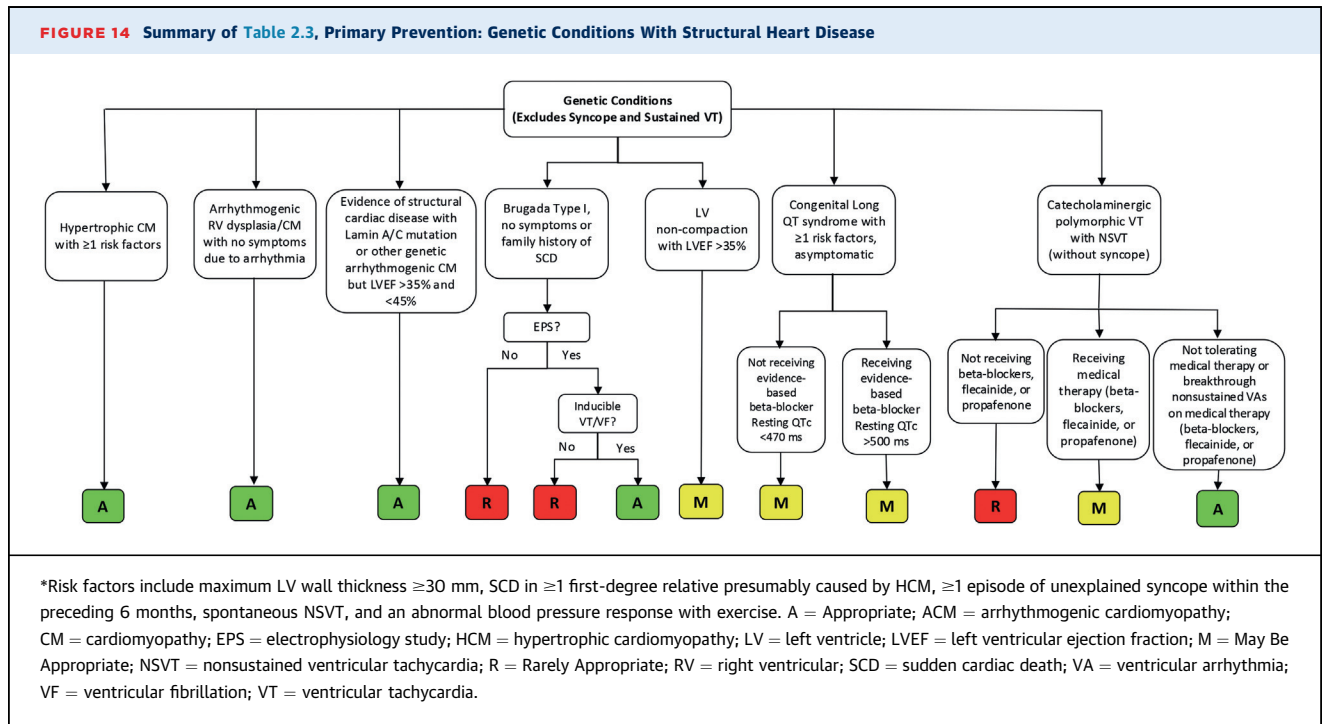 FIGURE 14 Summary of Table 2.3, Primary Prevention: Genetic Conditions With Structural Heart Disease
Genetic Conditions
(Excludes Syncope and Sustained VT)
Hypertrophic CM
with ≥1 risk factors
Arrhythmogenic
RV dysplasia/CM
with no symptoms
due to arrhythmia
Evidence of structural
cardiac disease with
Lamin A/C mutation
or other genetic
arrhythmogenic CM
but LVEF >35% and
<45%
Brugada Type I,
no symptoms or
family history of
SCD
LV
non-compaction
with LVEF >35%
Congenital Long
QT syndrome with
≥1 risk factors,
asymptomatic
Catecholaminergic
polymorphic VT
with NSVT
(without syncope)
EPS?
No Yes
Inducible
VT/VF?
No Yes
Not receiving
evidence-
based
beta-blocker
Resting QTc
<470 ms
Receiving
evidence-
based
beta-blocker
Resting QTc
>500 ms
Not receiving
beta-blockers,
flecainide, or
propafenone
Receiving
medical
therapy (beta-
blockers,
flecainide, or
propafenone)
Not tolerating
medical therapy or
breakthrough
nonsustained VAs
on medical therapy
(beta-blockers,
flecainide, or
propafenone)
A A A R R A M M M R M A
*Risk factors include maximum LV wall thickness ≥30 mm, SCD in ≥1 first-degree relative presumably caused by HCM, ≥1 episode of unexplained syncope within the
preceding 6 months, spontaneous NSVT, and an abnormal blood pressure response with exercise. A = Appropriate; ACM = arrhythmogenic cardiomyopathy;
CM = cardiomyopathy; EPS = electrophysiology study; HCM = hypertrophic cardiomyopathy; LV = left ventricle; LVEF = left ventricular ejection fraction; M = May Be
Appropriate; NSVT = nonsustained ventricular tachycardia; R = Rarely Appropriate; RV = right ventricular; SCD = sudden cardiac death; VA = ventricular arrhythmia;
VF = ventricular fibrillation; VT = ventricular tachycardia.